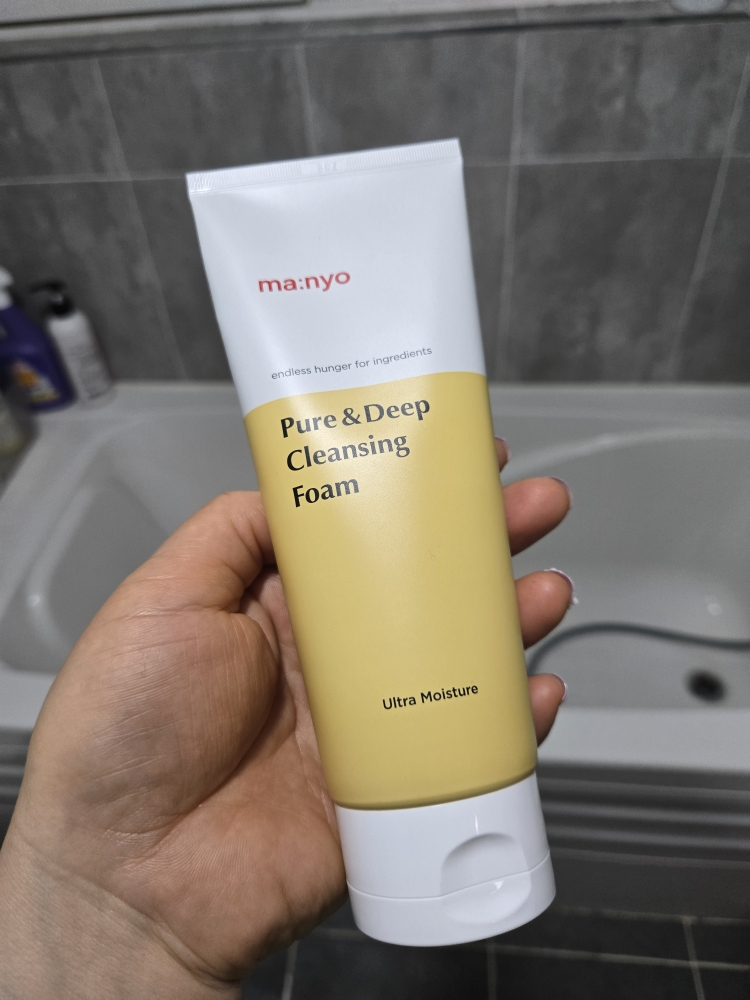 ma:nyo
endless hunger for ingredients
Pure & Deep
Cleansing
Foam
Ultra Moisture